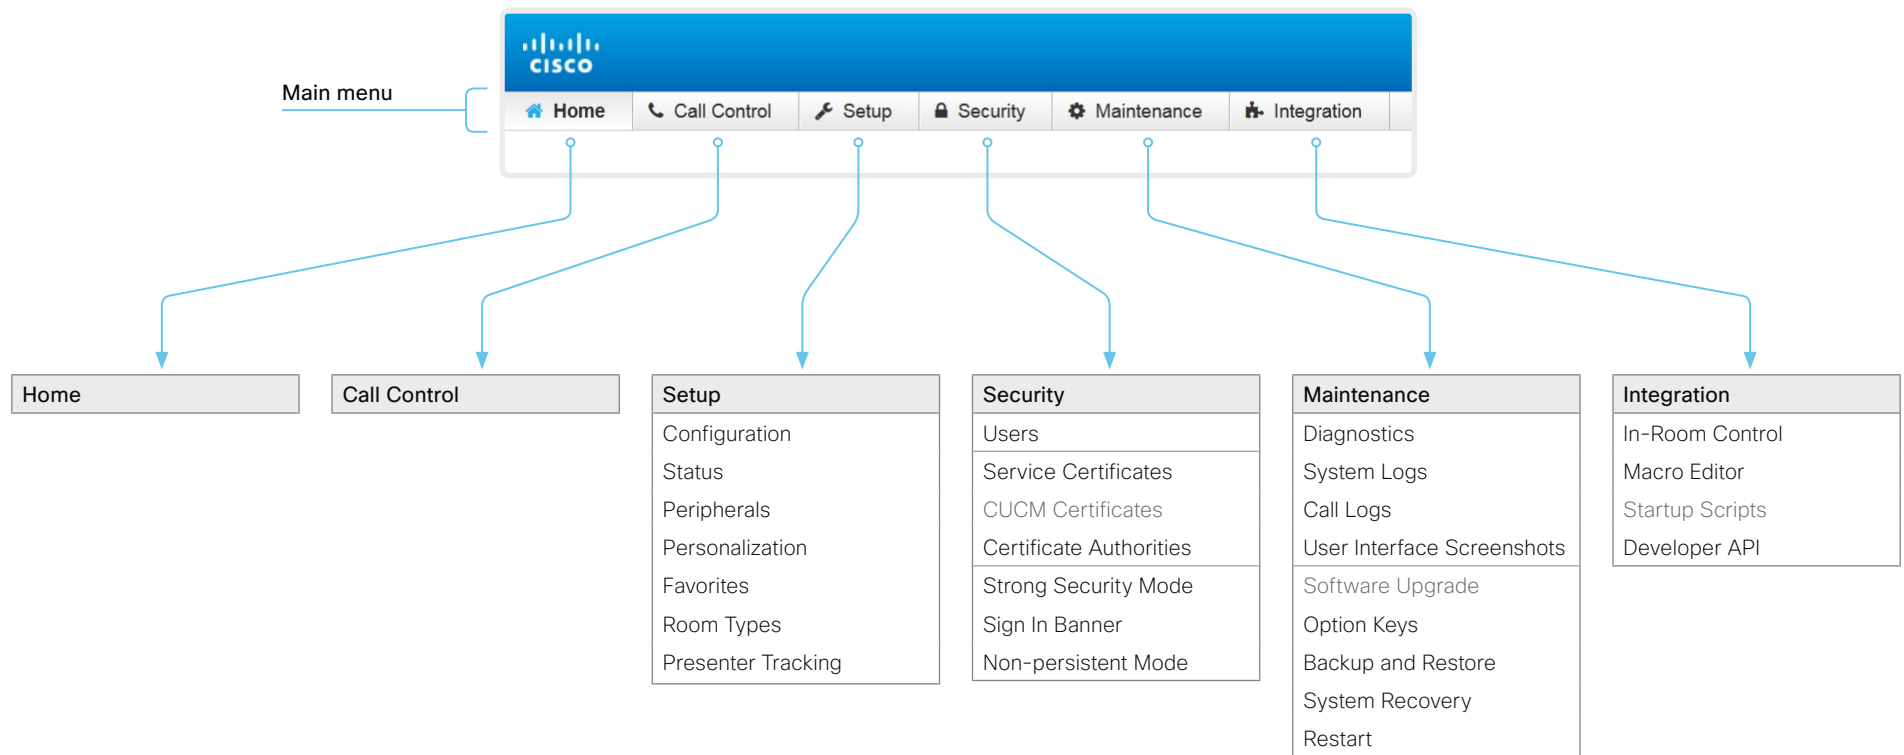 CISCO
Main menu
Home
Call Control
Setup
Security
Maintenance
Integration
Home
Call Control
Setup
Configuration
Status
Peripherals
Personalization
Favorites
Room Types
Presenter Tracking
Security
Users
Service Certificates
CUCM Certificates
Certificate Authorities
Strong Security Mode
Sign In Banner
Non-persistent Mode
Maintenance
Diagnostics
System Logs
Call Logs
User Interface Screenshots
Software Upgrade
Option Keys
Backup and Restore
System Recovery
Restart
Integration
In-Room Control
Macro Editor
Startup Scripts
Developer API